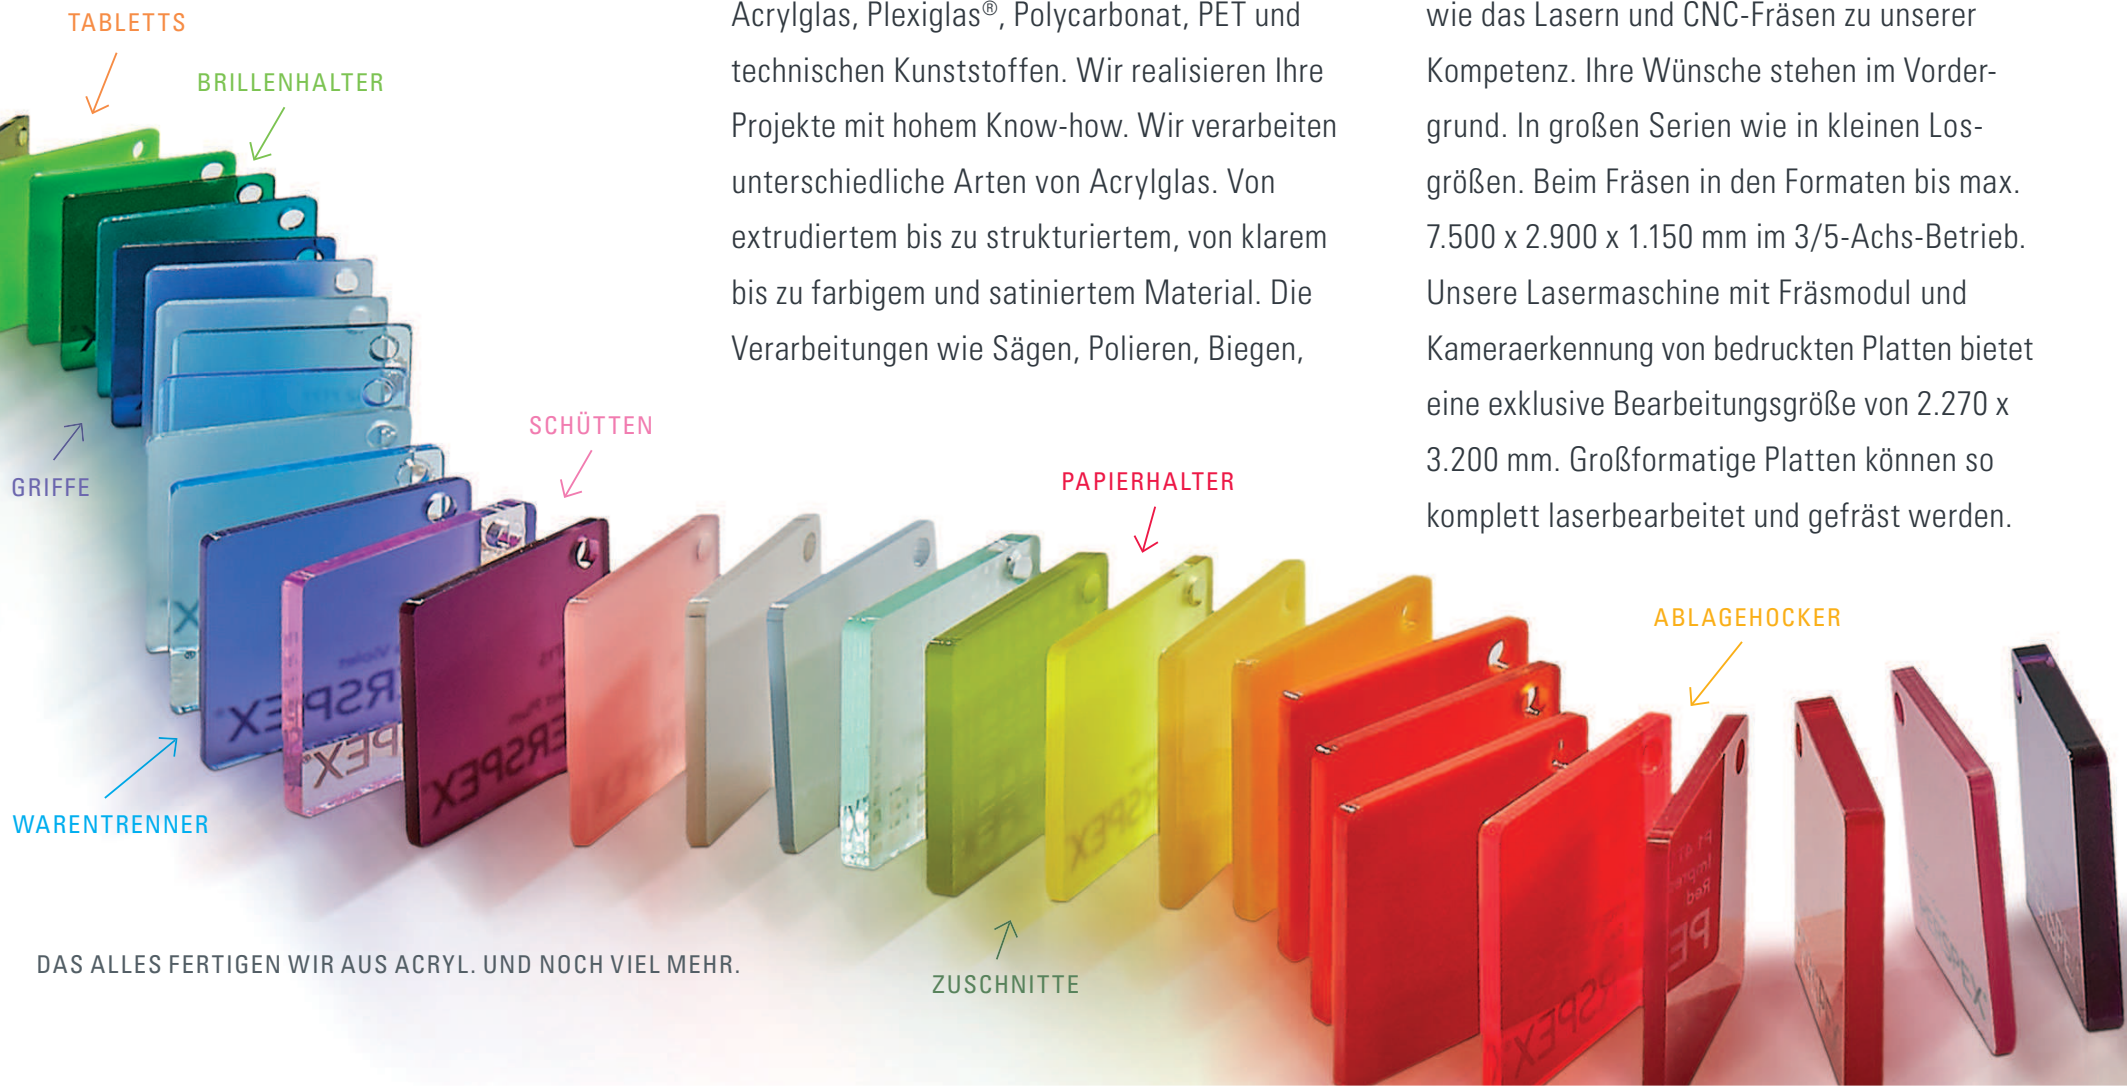 TABLETTS
BRILLENHALTER
GRIFFE
SCHÜTTEN
WARENTRENNER
PAPIERHALTER
ZUSCHNITTE
ABLAGEHOCKER
Acrylglas, Plexiglas®, Polycarbonat, PET und
technischen Kunststoffen. Wir realisieren Ihre
Projekte mit hohem Know-how. Wir verarbeiten
unterschiedliche Arten von Acrylglas. Von
extrudiertem bis zu strukturiertem, von klarem
bis zu farbigem und satiniertem Material. Die
Verarbeitungen wie Sägen, Polieren, Biegen,
wie das Lasern und CNC-Fräsen zu unserer
Kompetenz. Ihre Wünsche stehen im Vorder-
grund. In großen Serien wie in kleinen Los-
größen. Beim Fräsen in den Formaten bis max.
7.500 x 2.900 x 1.150 mm im 3/5-Achs-Betrieb.
Unsere Lasermaschine mit Fräsmodul und
Kameraerkennung von bedruckten Platten bietet
eine exklusive Bearbeitungsgröße von 2.270 x
3.200 mm. Großformatige Platten können so
komplett laserbearbeitet und gefräst werden.
DAS ALLES FERTIGEN WIR AUS ACRYL. UND NOCH VIEL MEHR.